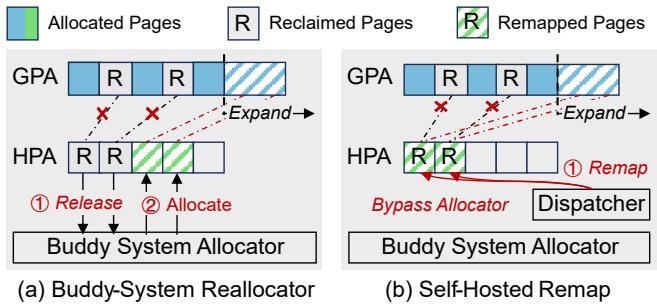 Allocated Pages
R Reclaimed Pages
Remapped Pages
GPA R R
Expand
HPA R R
① Release
② Allocate
Buddy System Allocator
(a) Buddy-System Reallocator
GPA R R
Expand
HPA R R
① Remap
Bypass Allocator
Dispatcher
Buddy System Allocator
(b) Self-Hosted Remap